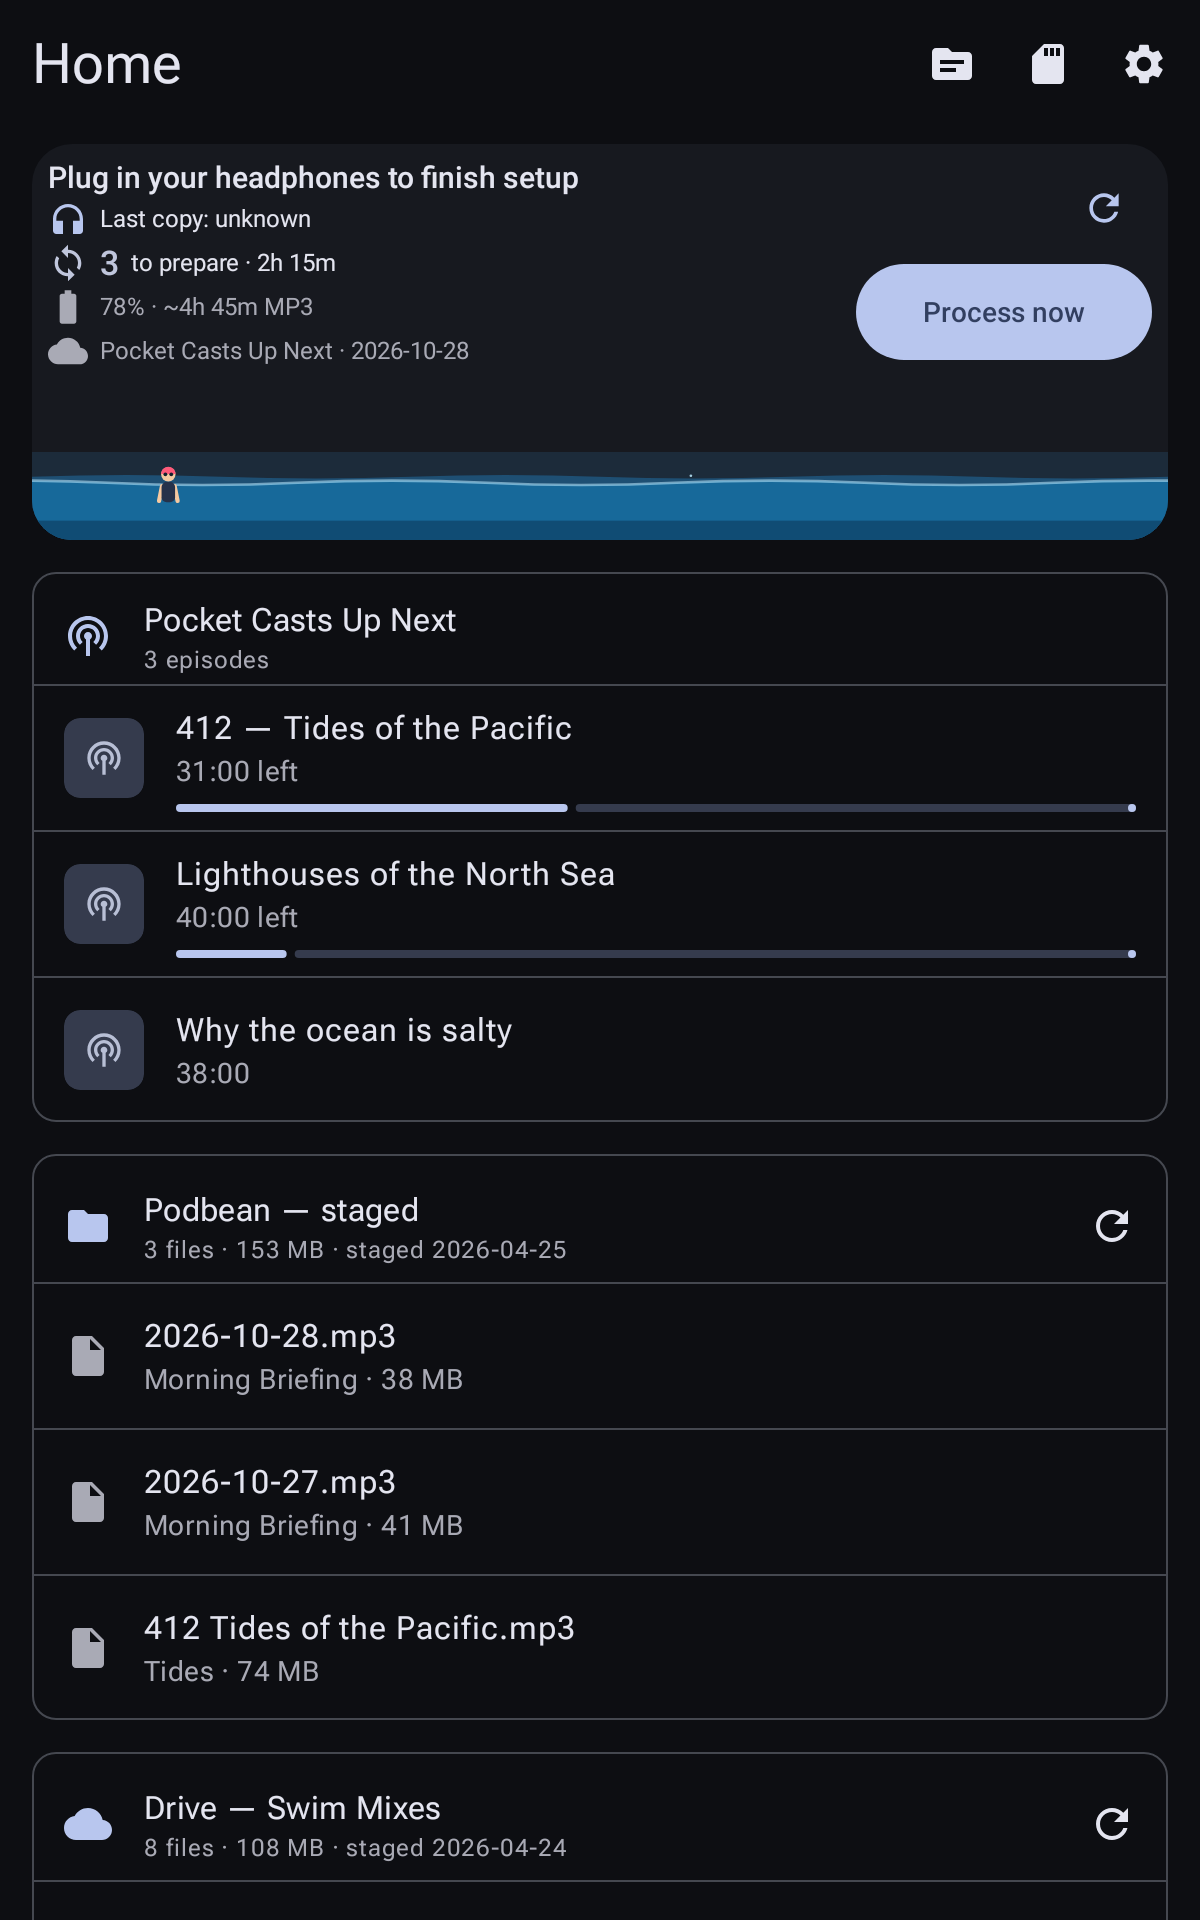 Home
Plug in your headphones to finish setup
Last copy: unknown
3 to prepare · 2h 15m
78% · ~4h 45m MP3
Process now
Pocket Casts Up Next · 2026-10-28
Pocket Casts Up Next
3 episodes
412 — Tides of the Pacific
31:00 left
Lighthouses of the North Sea
40:00 left
Why the ocean is salty
38:00
Podbean — staged
3 files · 153 MB · staged 2026-04-25
2026-10-28.mp3
Morning Briefing · 38 MB
2026-10-27.mp3
Morning Briefing · 41 MB
412 Tides of the Pacific.mp3
Tides · 74 MB
Drive — Swim Mixes
8 files · 108 MB · staged 2026-04-24